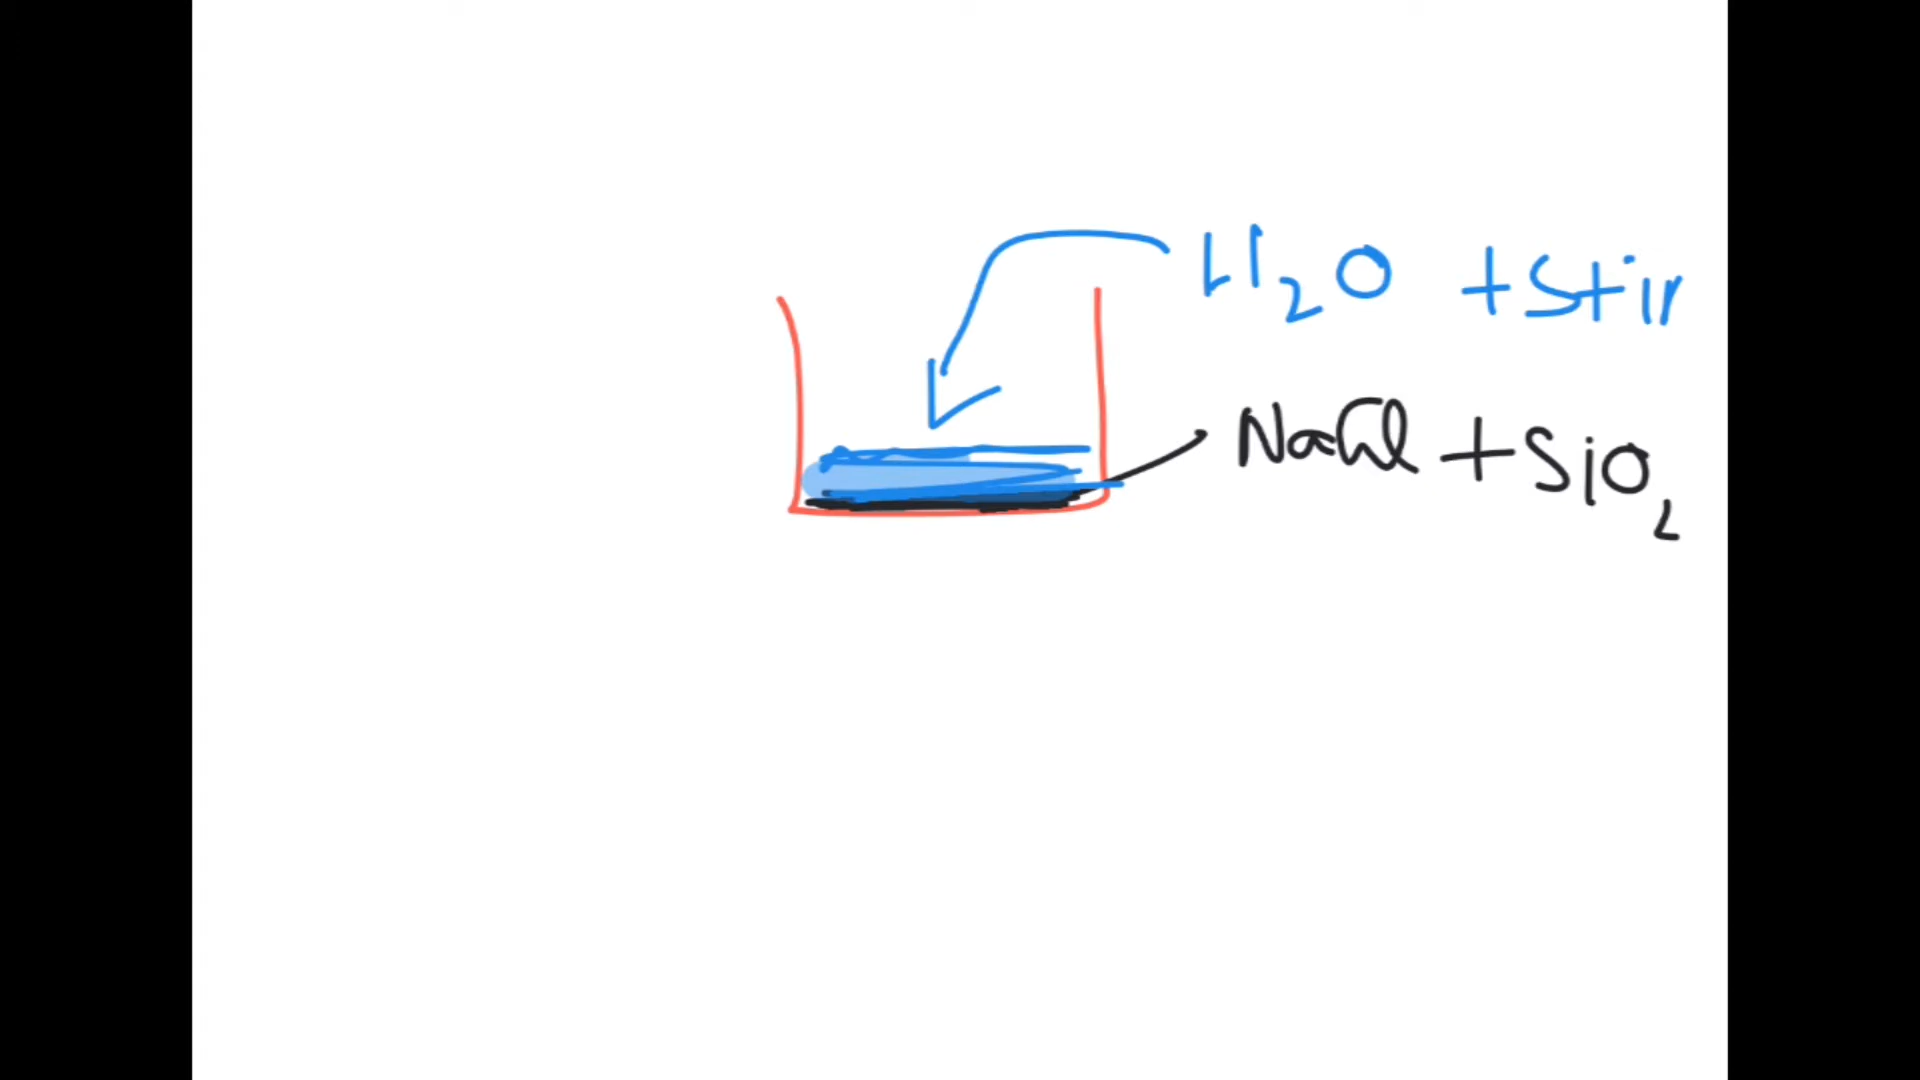 H₂O +Stir
NaCl + SiO₂